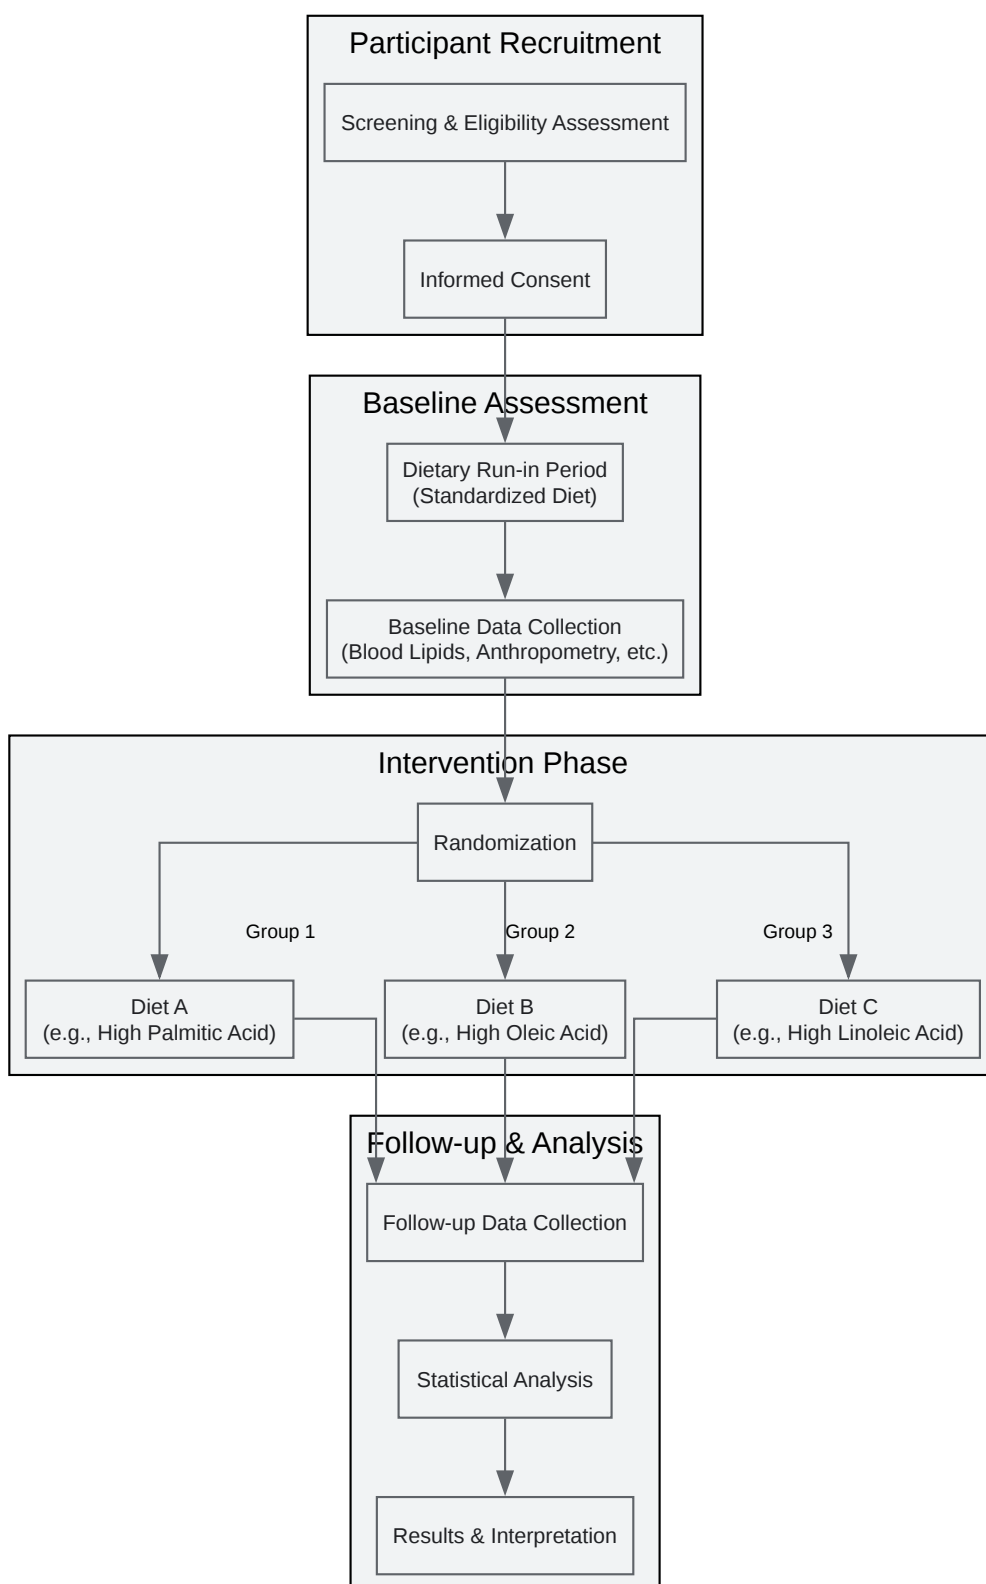 Participant Recruitment
Screening & Eligibility Assessment
Informed Consent
Baseline Assessment
Dietary Run-in Period
(Standardized Diet)
Baseline Data Collection
(Blood Lipids, Anthropometry, etc.)
Intervention Phase
Randomization
Group 1
Group 2
Group 3
Diet A
(e.g., High Palmitic Acid)
Diet B
(e.g., High Oleic Acid)
Diet C
(e.g., High Linoleic Acid)
Follow-up & Analysis
Follow-up Data Collection
Statistical Analysis
Results & Interpretation